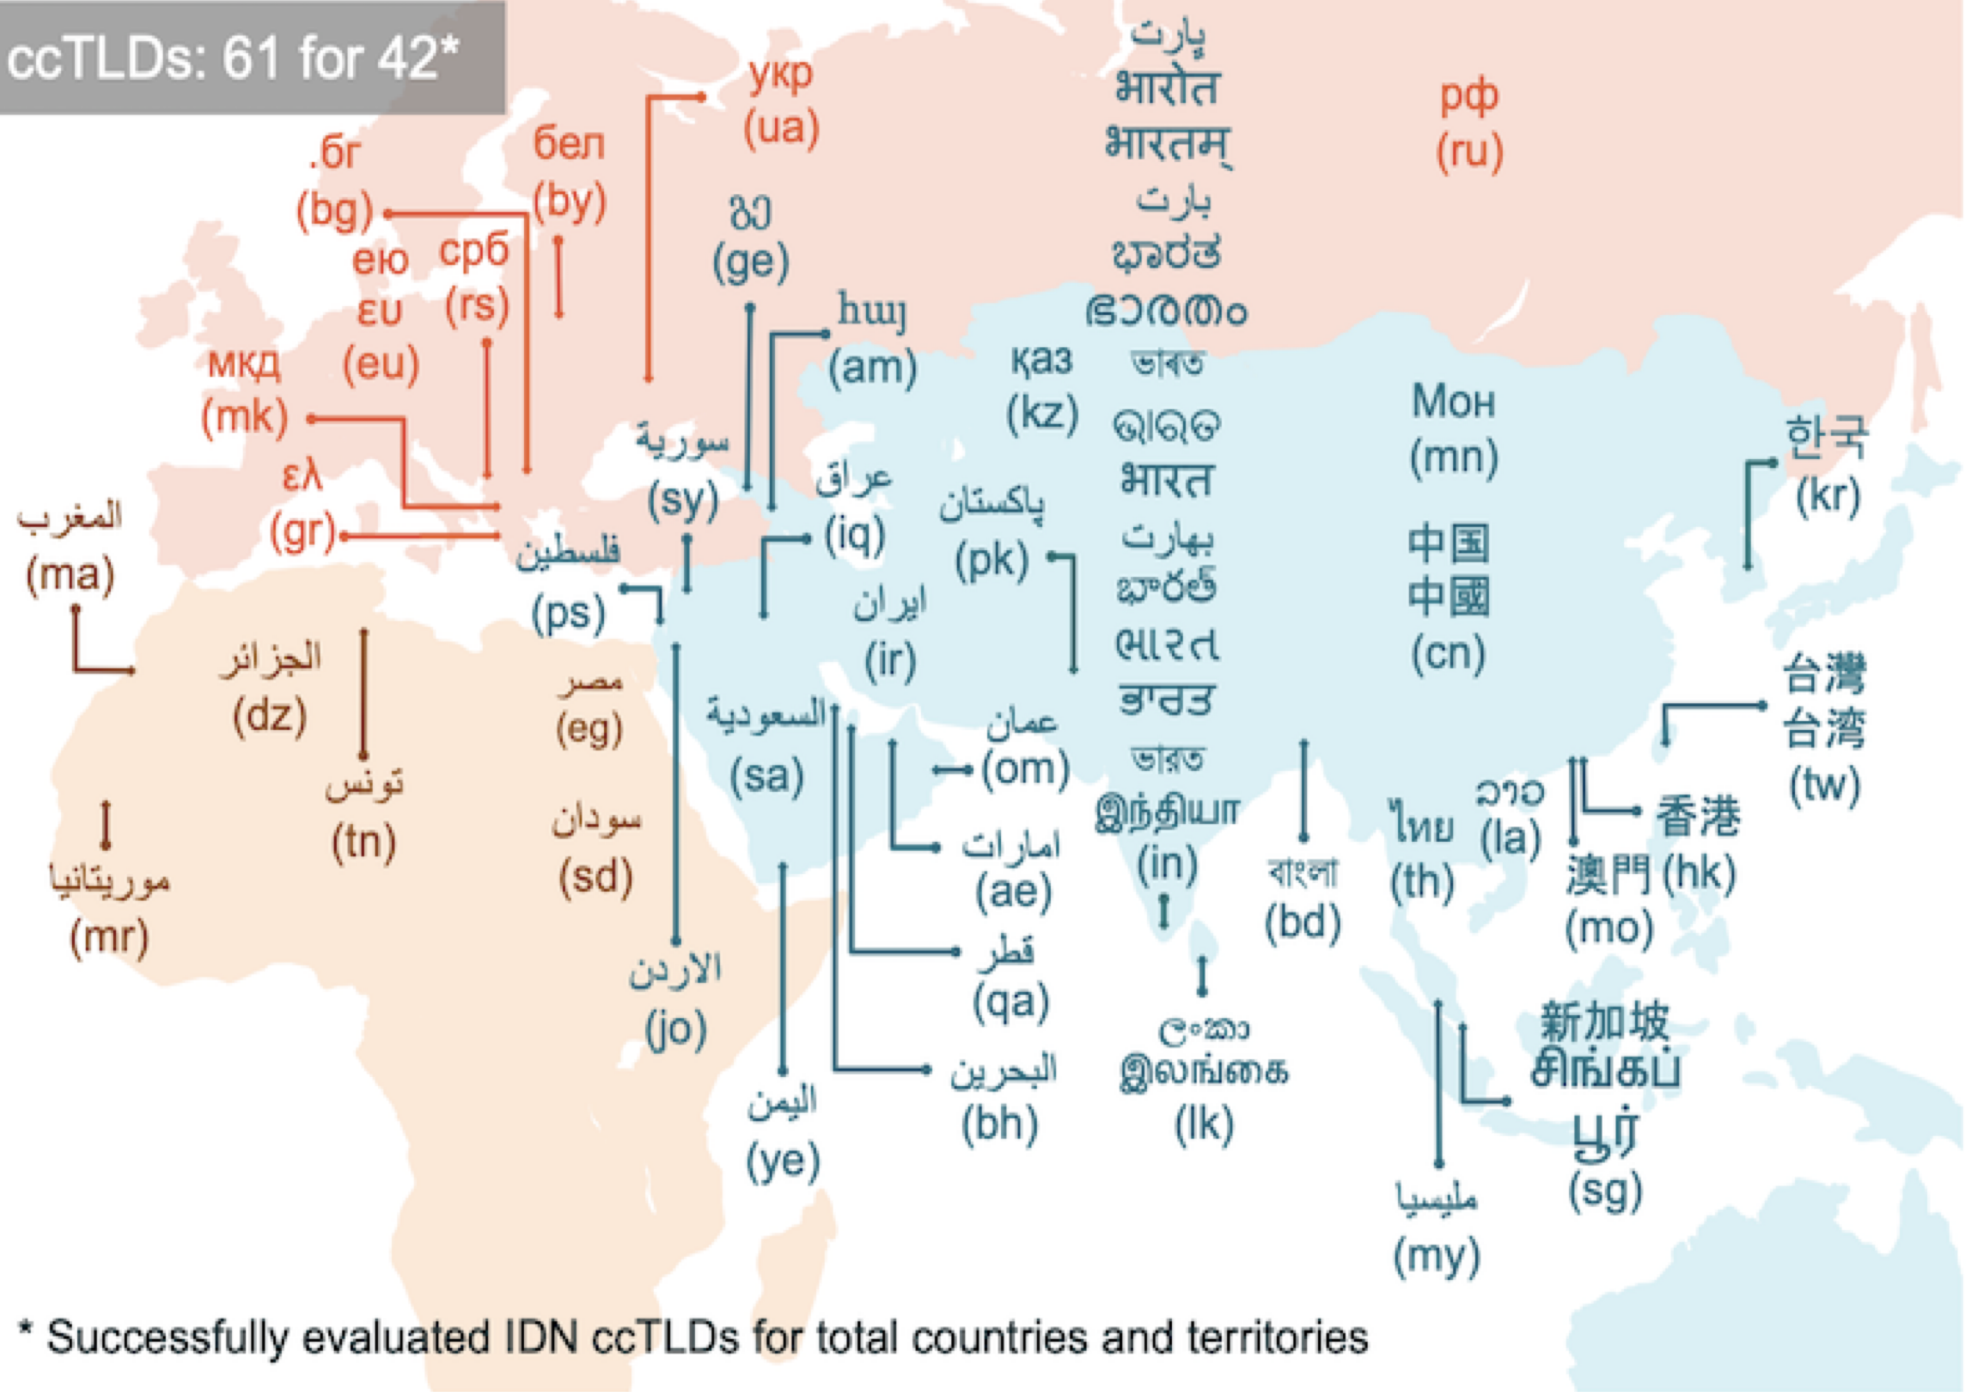 ccTLDs: 61 for 42*
укр
(ua)
.бг
(bg)
бел
(by)
ею
ευ
(eu)
срб
(rs)
мкд
(mk)
ελ
(gr)
рф
(ru)
გე
(ge)
հայ
(am)
қаз
(kz)
سورية
(sy)
عراق
(iq)
فلسطين
(ps)
ایران
(ir)
پاکستان
(pk)
المغرب
(ma)
الجزائر
(dz)
تونس
(tn)
مصر
(eg)
سودان
(sd)
موريتانيا
(mr)
الاردن
(jo)
السعودية
(sa)
اليمن
(ye)
عمان
(om)
امارات
(ae)
قطر
(qa)
البحرين
(bh)
ڀارت
भारोत
भारतम्
بارت
ಭಾರತ
ഭാരതം
ভাৰত
ଭାରତ
भारत
بھارت
భారత్
ભારત
ਭਾਰਤ
ভারত
இந்தியா
(in)
ලංකා
இலங்கை
(lk)
বাংলা
(bd)
Мон
(mn)
中国
中國
(cn)
한국
(kr)
台灣
台湾
(tw)
ไทย
(th)
ລາວ
(la)
香港
(hk)
澳門
(mo)
新加坡
சிங்கப்
பூர்
(sg)
مليسيا
(my)
* Successfully evaluated IDN ccTLDs for total countries and territories